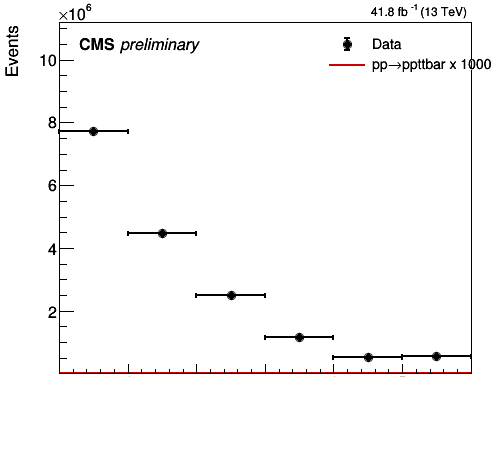 ×10⁶
41.8 fb⁻¹ (13 TeV)
Events
CMS preliminary
Data
pp→ppttbar x 1000
10
8
6
4
2